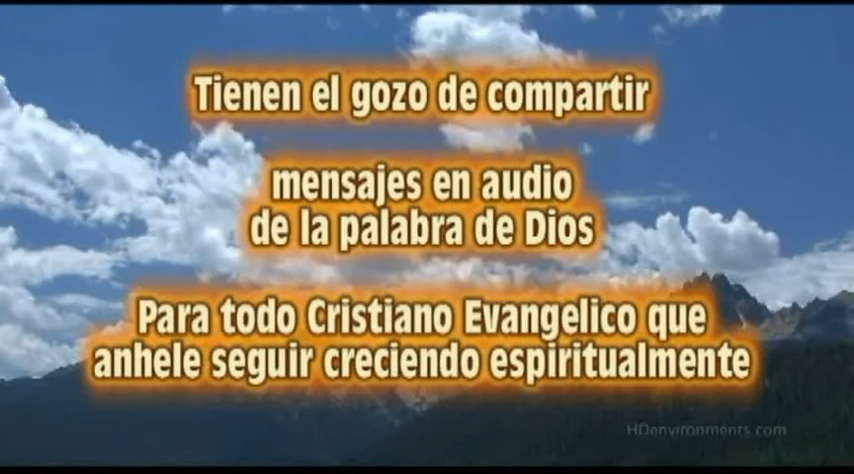 Tienen el gozo de compartir
mensajes en audio
de la palabra de Dios
Para todo Cristiano Evangelico que
anhele seguir creciendo espiritualmente
HDenvironments.com